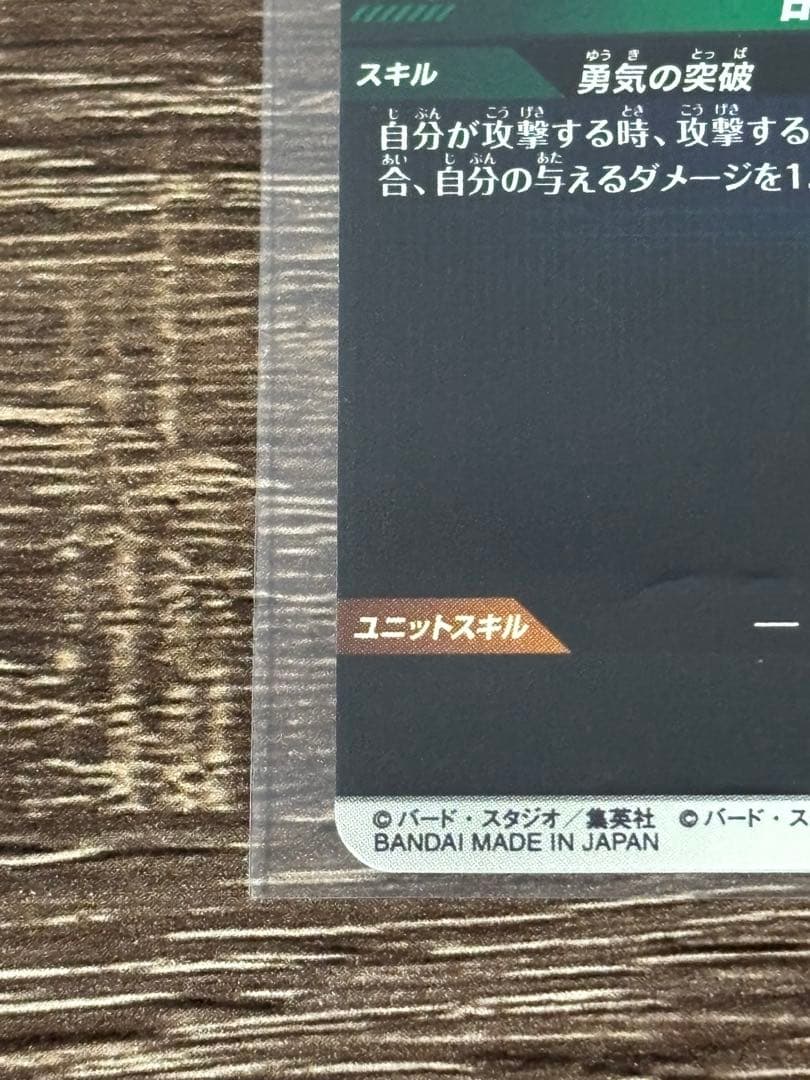 スキル 勇気の突破
自分が攻撃する時、攻撃する
合、自分の与えるダメージを1
ユニットスキル —
©バード・スタジオ／集英社 ©バード・ス
BANDAI MADE IN JAPAN